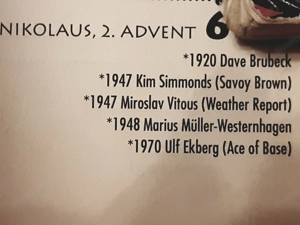 NIKOLAUS, 2. ADVENT 6
*1920 Dave Brubeck
*1947 Kim Simmonds (Savoy Brown)
*1947 Miroslav Vitous (Weather Report)
*1948 Marius Müller-Westernhagen
*1970 Ulf Ekberg (Ace of Base)